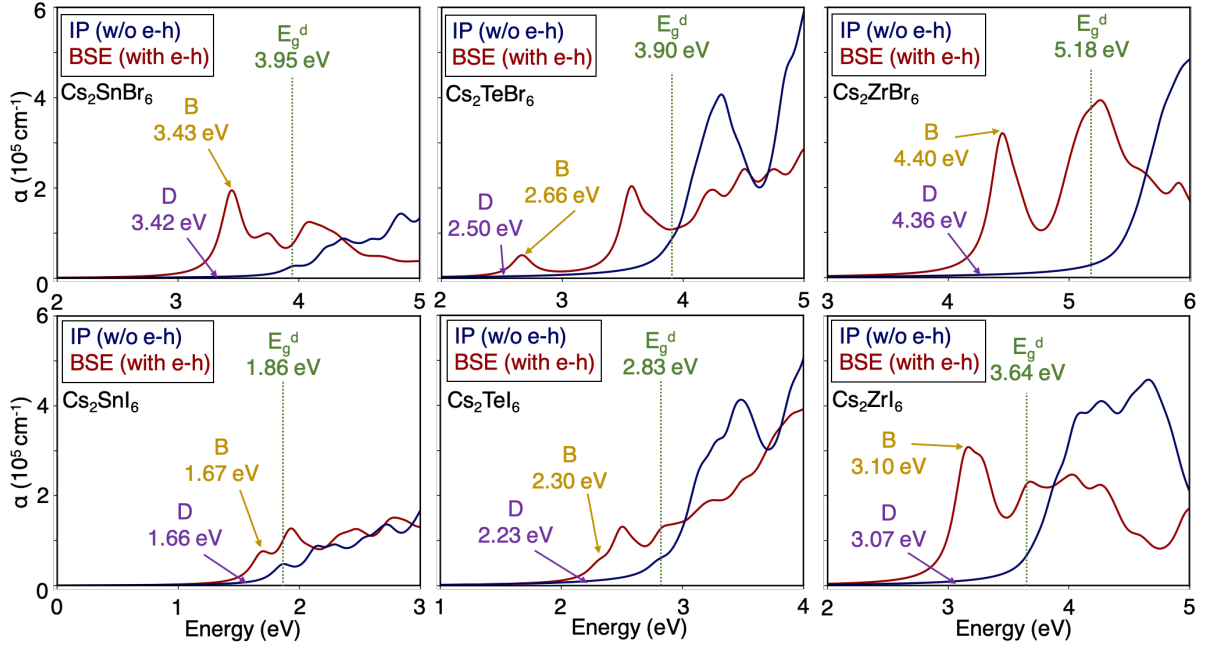 IP (w/o e-h)
BSE (with e-h)
Cs2SnBr6
Eg^d
3.95 eV
B
3.43 eV
D
3.42 eV
α (10⁵ cm⁻¹)
6
4
2
0
2
3
4
5
IP (w/o e-h)
BSE (with e-h)
Cs2TeBr6
Eg^d
3.90 eV
B
2.66 eV
D
2.50 eV
2
3
4
5
IP (w/o e-h)
BSE (with e-h)
Cs2ZrBr6
Eg^d
5.18 eV
B
4.40 eV
D
4.36 eV
3
4
5
6
IP (w/o e-h)
BSE (with e-h)
Cs2SnI6
Eg^d
1.86 eV
B
1.67 eV
D
1.66 eV
α (10⁵ cm⁻¹)
6
4
2
0
0
1
2
3
Energy (eV)
IP (w/o e-h)
BSE (with e-h)
Cs2TeI6
Eg^d
2.83 eV
B
2.30 eV
D
2.23 eV
1
2
3
4
Energy (eV)
IP (w/o e-h)
BSE (with e-h)
Cs2ZrI6
Eg^d
3.64 eV
B
3.10 eV
D
3.07 eV
2
3
4
5
Energy (eV)